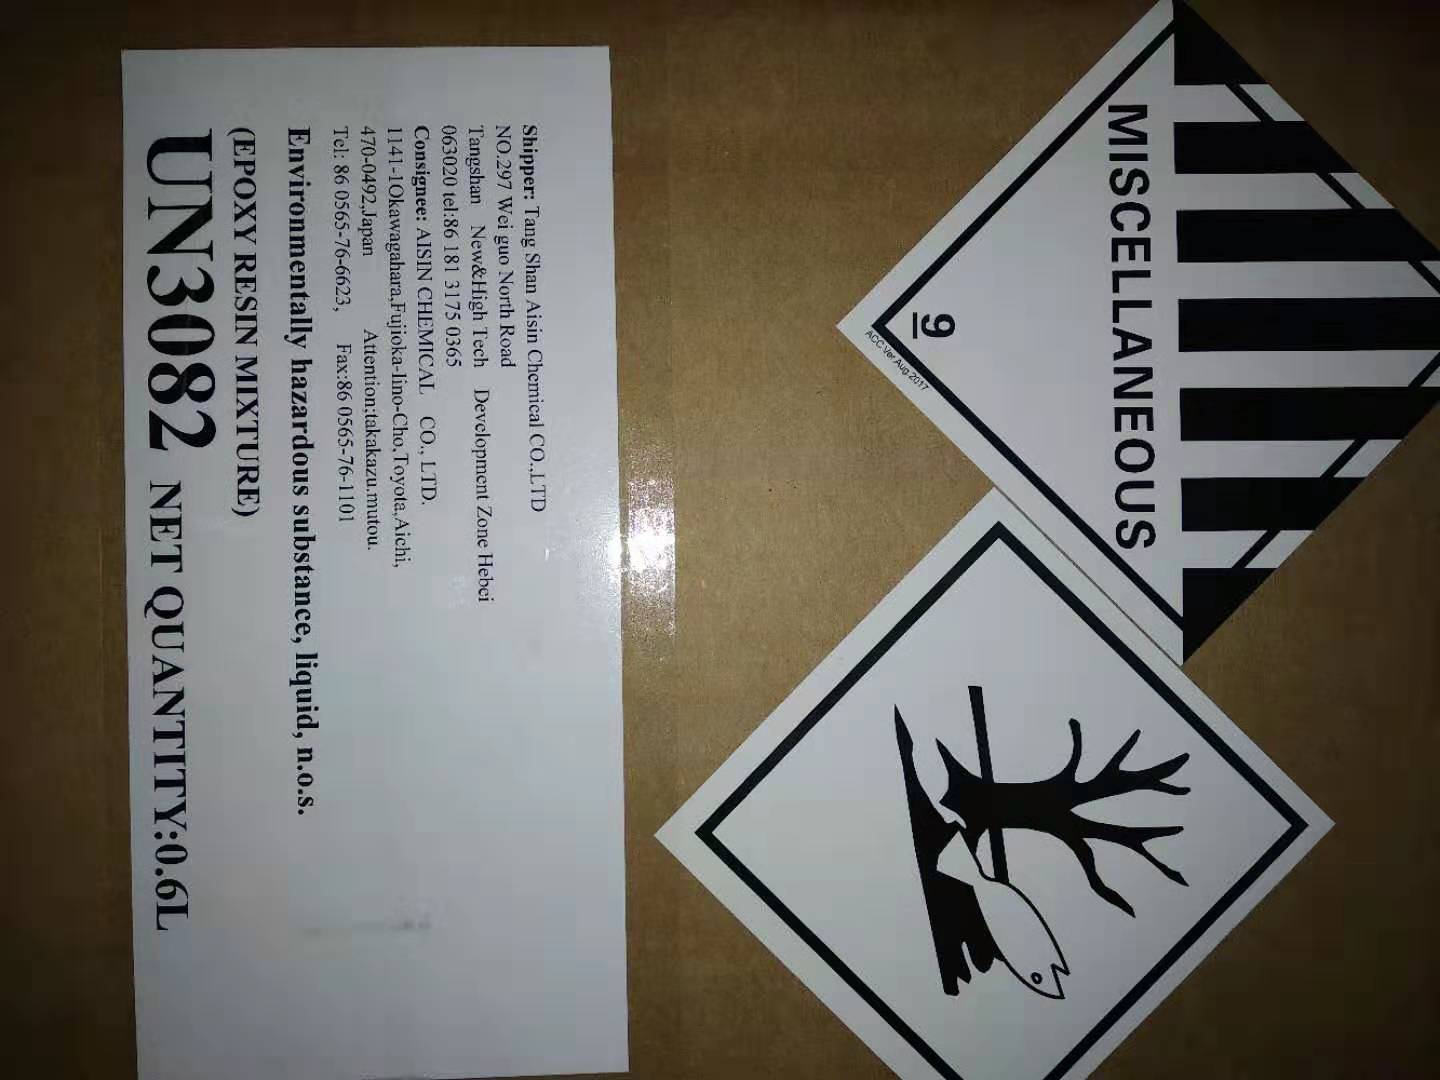 Shipper: Tang Shan Aisin Chemical CO.,LTD
NO.297 Wei guo North Road
Tangshan New&High Tech Development Zone Hebei
063020 tel:86 181 3175 0365
Consignee: AISIN CHEMICAL CO., LTD.
1141-1Okawagahara,Fujioka-Iino-Cho,Toyota,Aichi,
470-0492,Japan Attention;takakazu.mutou.
Tel: 86 0565-76-6623, Fax:86 0565-76-1101
Environmentally hazardous substance, liquid, n.o.s.
(EPOXY RESIN MIXTURE)
UN3082 NET QUANTITY:0.6L
MISCELLANEOUS
9
ACC Ver Aug 2017